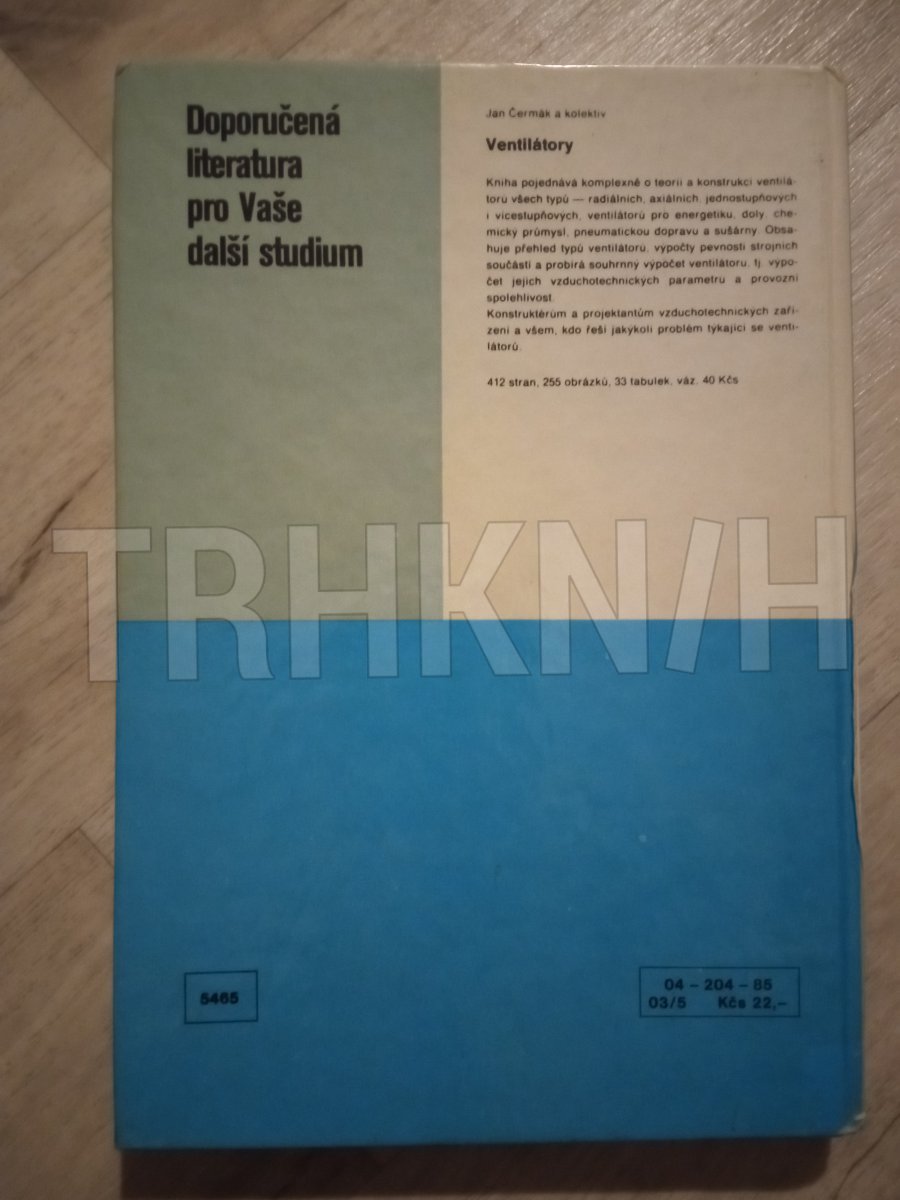 Doporučená
literatura
pro Vaše
další studium
Jan Čermák a kolektiv
Ventilátory
Kniha pojednává komplexně o teorii a konstrukci ventilá-
torů všech typů — radiálních, axiálních, jednostupňových
i vícestupňových, ventilátorů pro energetiku, doly, che-
mický průmysl, pneumatickou dopravu a sušárny. Obsa-
huje přehled typů ventilátorů, výpočty pevnosti strojních
součástí a probírá souhrnný výpočet ventilátorů, tj. výpo-
čet jejich vzduchotechnických parametrů a provozní
spolehlivost.
Konstruktérům a projektantům vzduchotechnických zaří-
zení a všem, kdo řeší jakýkoli problém týkající se venti-
látorů.
412 stran, 255 obrázků, 33 tabulek, váz. 40 Kčs
TRHKNIH
5465
04 – 204 – 85
03/5 Kčs 22,–